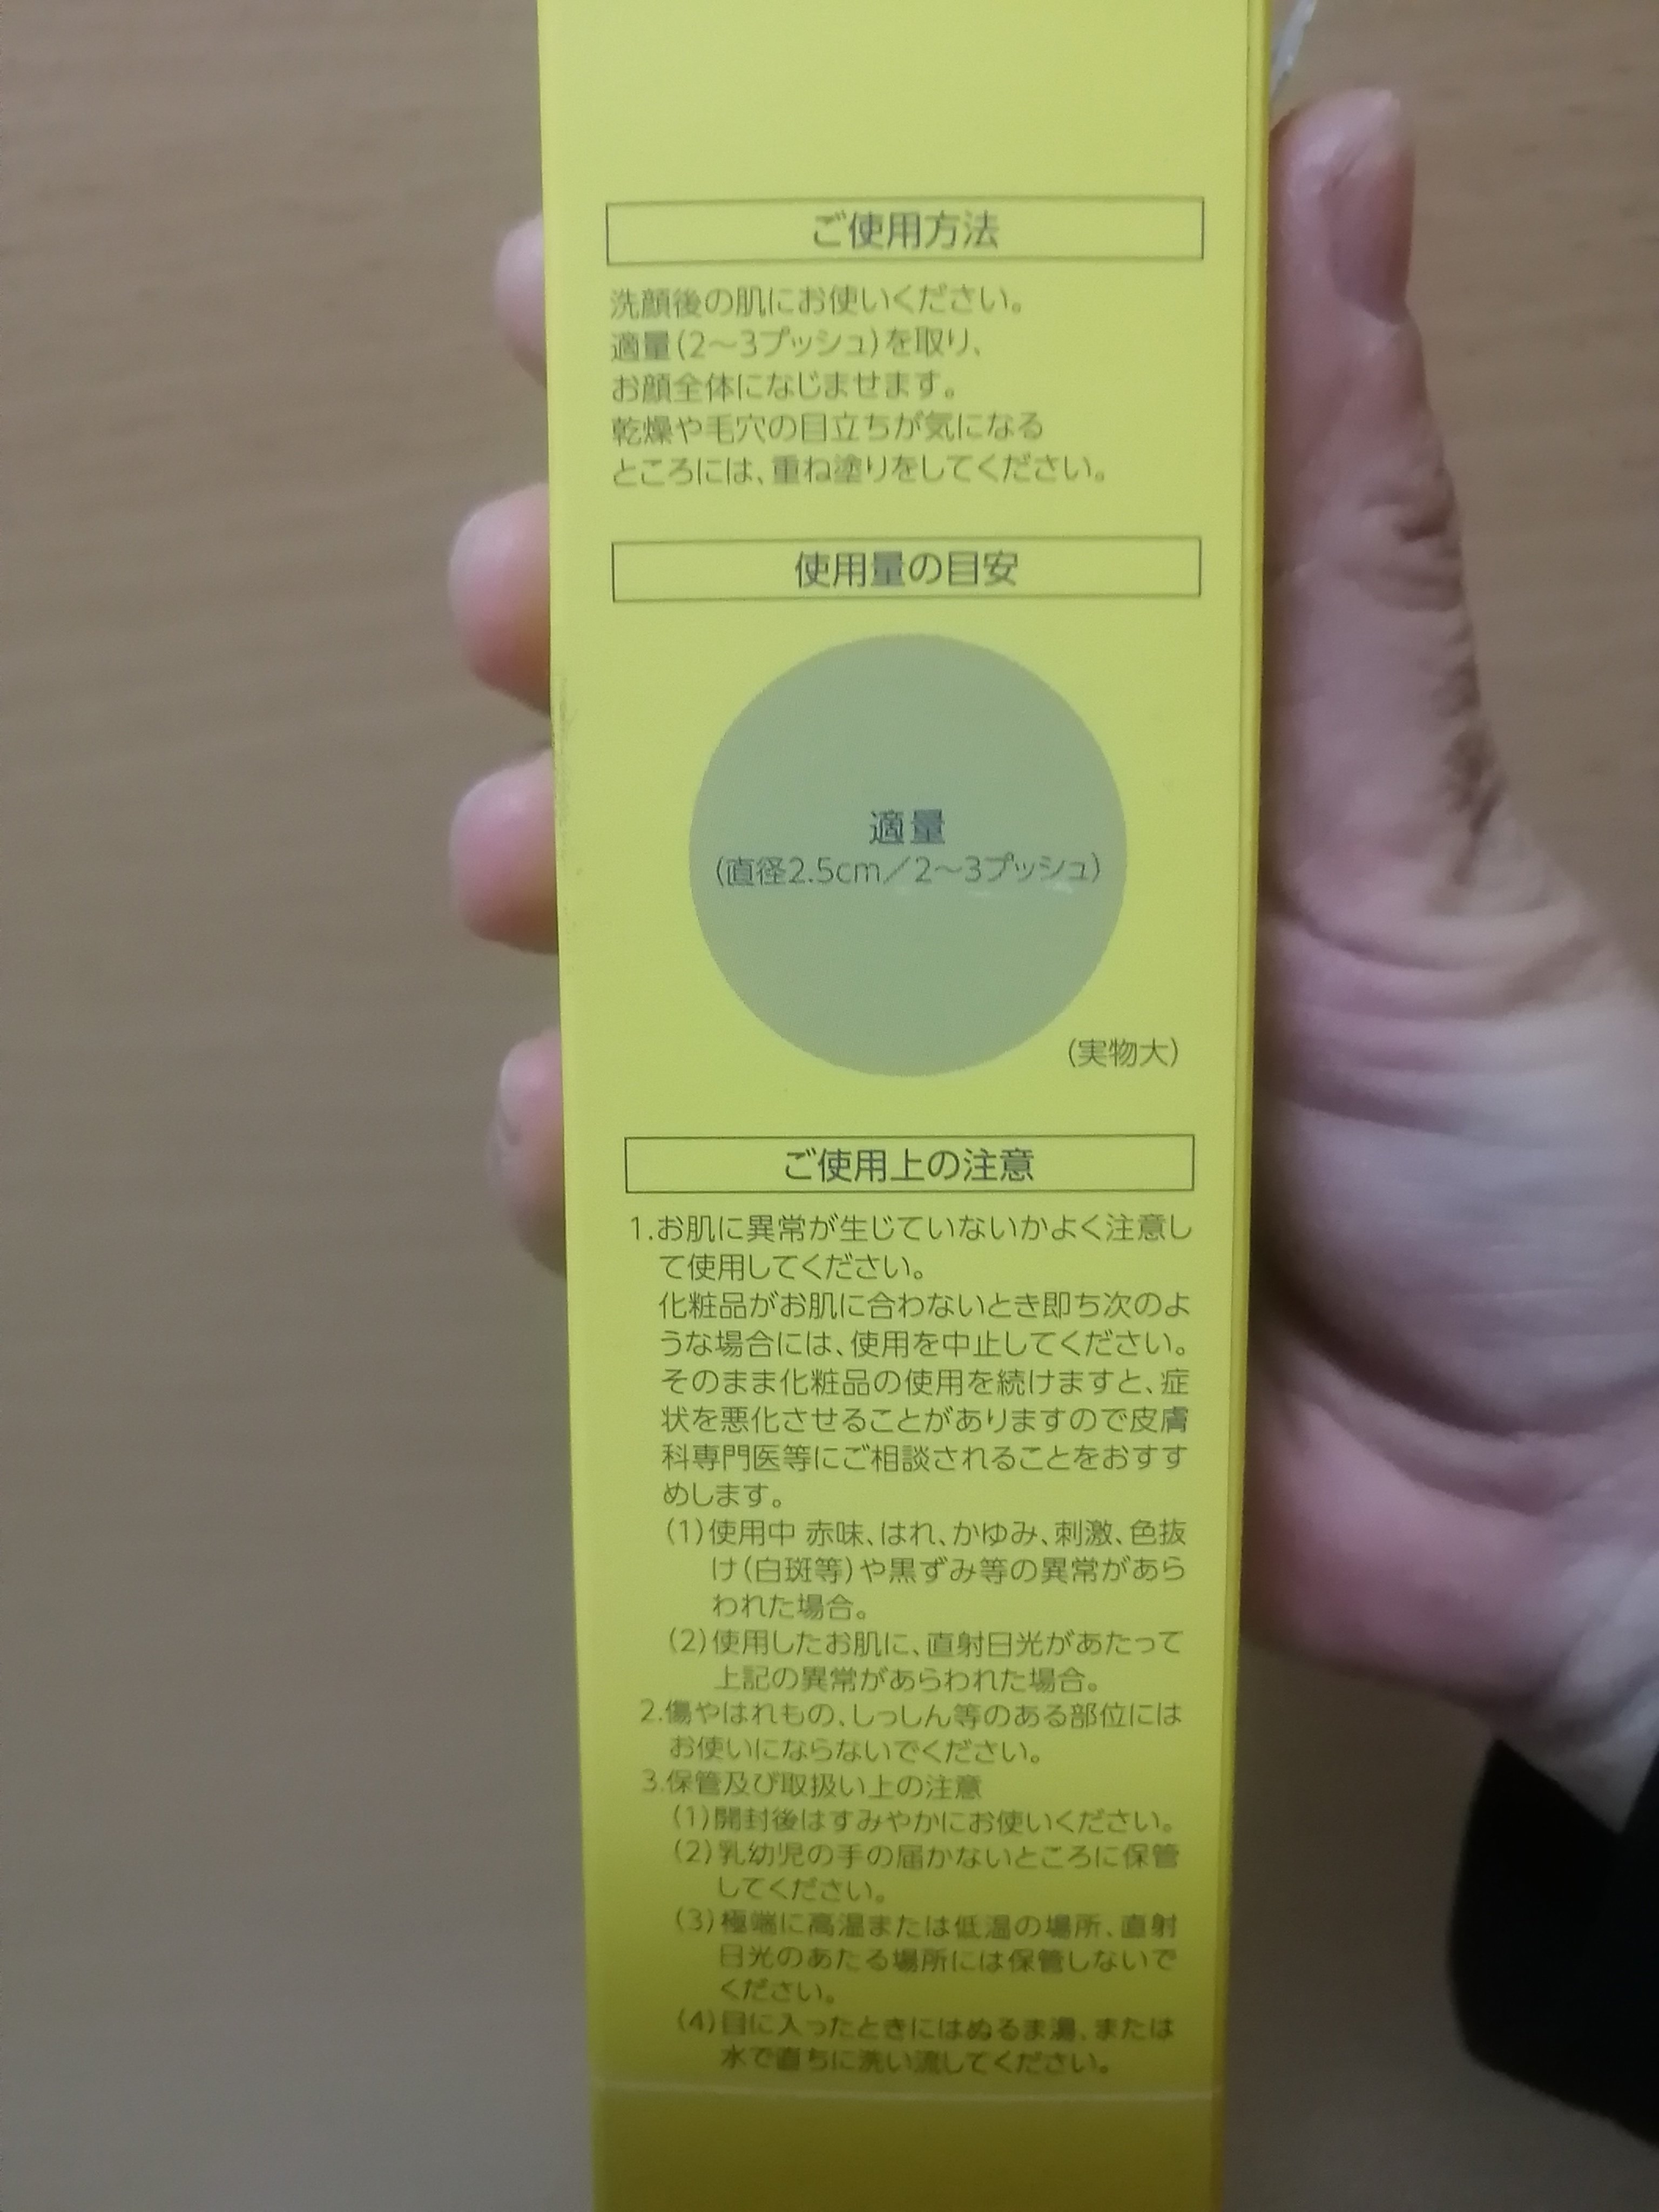 ご使用方法
洗顔後の肌にお使いください。
適量(2〜3プッシュ)を取り、
お顔全体になじませます。
乾燥や毛穴の目立ちが気になる
ところには、重ね塗りをしてください。
使用量の目安
適量
(直径2.5cm／2〜3プッシュ)
(実物大)
ご使用上の注意
1.お肌に異常が生じていないかよく注意し
て使用してください。
化粧品がお肌に合わないとき即ち次のよ
うな場合には、使用を中止してください。
そのまま化粧品の使用を続けますと、症
状を悪化させることがありますので皮膚
科専門医等にご相談されることをおすす
めします。
(1)使用中 赤味、はれ、かゆみ、刺激、色抜
け(白斑等)や黒ずみ等の異常があら
われた場合。
(2)使用したお肌に、直射日光があたって
上記の異常があらわれた場合。
2.傷やはれもの、しっしん等のある部位には
お使いにならないでください。
3.保管及び取扱い上の注意
(1)開封後はすみやかにお使いください。
(2)乳幼児の手の届かないところに保管
してください。
(3)極端に高温または低温の場所、直射
日光のあたる場所には保管しないで
ください。
(4)目に入ったときにはぬるま湯、または
水で直ちに洗い流してください。